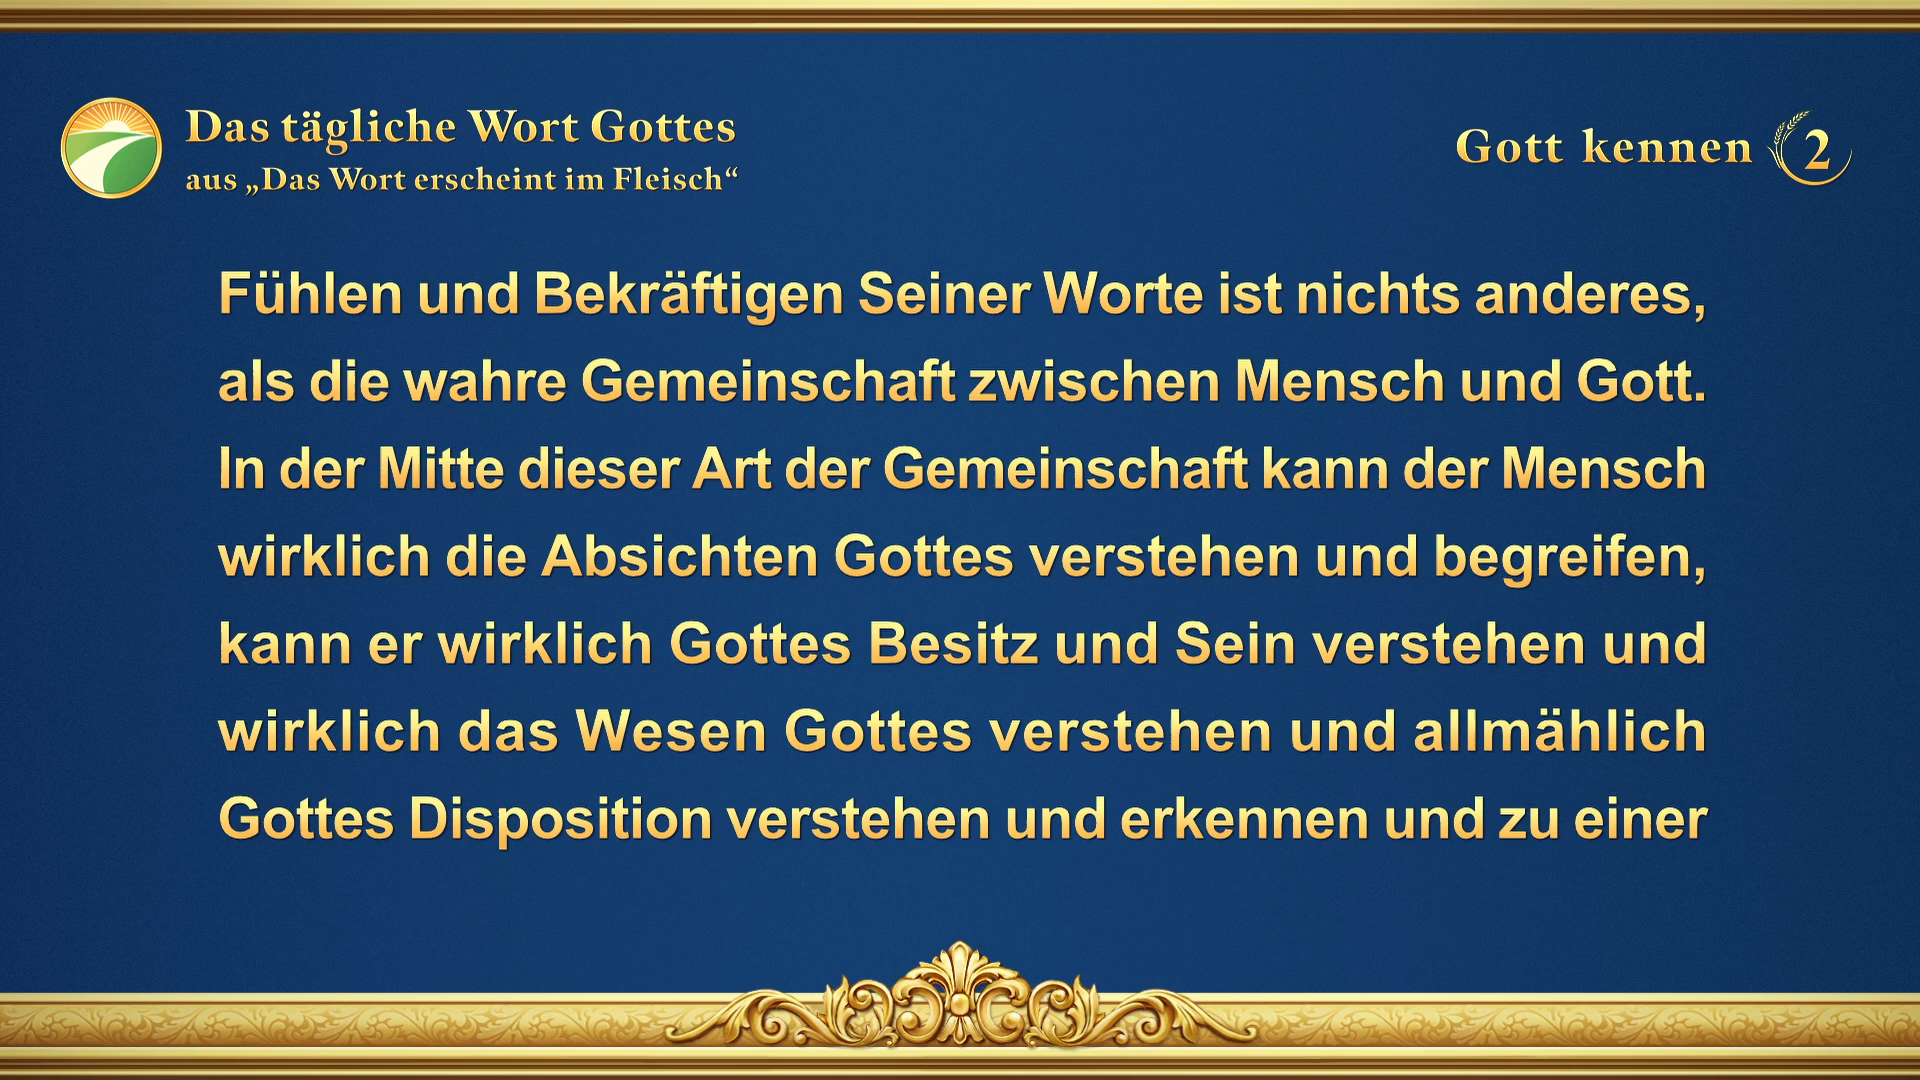 Das tägliche Wort Gottes
aus „Das Wort erscheint im Fleisch“
Gott kennen 2
Fühlen und Bekräftigen Seiner Worte ist nichts anderes,
als die wahre Gemeinschaft zwischen Mensch und Gott.
In der Mitte dieser Art der Gemeinschaft kann der Mensch
wirklich die Absichten Gottes verstehen und begreifen,
kann er wirklich Gottes Besitz und Sein verstehen und
wirklich das Wesen Gottes verstehen und allmählich
Gottes Disposition verstehen und erkennen und zu einer